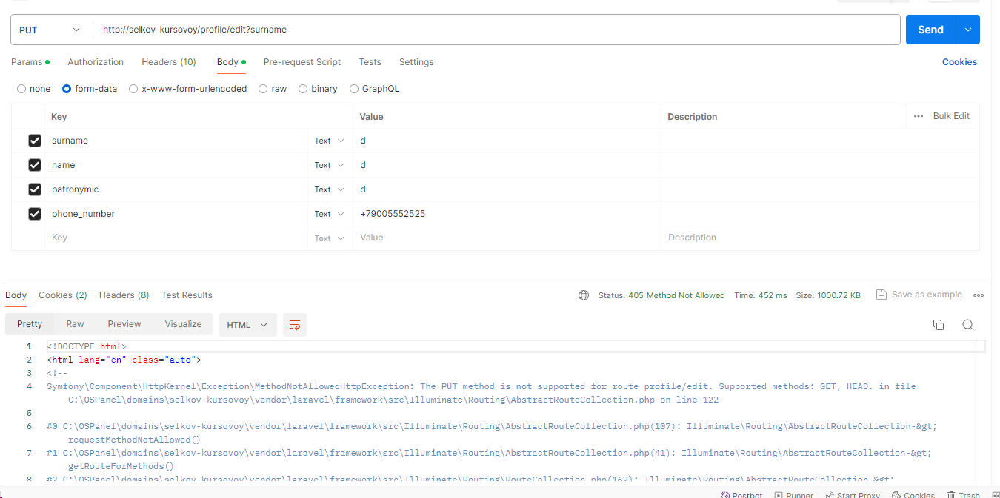 PUT http://selkov-kursovoy/profile/edit?surname Send
Params Authorization Headers (10) Body Pre-request Script Tests Settings Cookies
none form-data x-www-form-urlencoded raw binary GraphQL
Key Value Description Bulk Edit
surname Text d
name Text d
patronymic Text d
phone_number Text +79005552525
Key Text Value Description
Body Cookies (2) Headers (8) Test Results Status: 405 Method Not Allowed Time: 452 ms Size: 1000.72 KB Save as example
Pretty Raw Preview Visualize HTML
1 <!DOCTYPE html>
2 <html lang="en" class="auto">
3 <!--
4 Symfony\Component\HttpKernel\Exception\MethodNotAllowedHttpException: The PUT method is not supported for route profile/edit. Supported methods: GET, HEAD. in file
C:\OSPanel\domains\selkov-kursovoy\vendor\laravel\framework\src\Illuminate\Routing\AbstractRouteCollection.php on line 122
5
6 #0 C:\OSPanel\domains\selkov-kursovoy\vendor\laravel\framework\src\Illuminate\Routing\AbstractRouteCollection.php(107): Illuminate\Routing\AbstractRouteCollection-&gt;
requestMethodNotAllowed()
7 #1 C:\OSPanel\domains\selkov-kursovoy\vendor\laravel\framework\src\Illuminate\Routing\AbstractRouteCollection.php(41): Illuminate\Routing\AbstractRouteCollection-&gt;
getRouteForMethods()
8 #2 C:\OSPanel\domains\selkov-kursovoy\vendor\laravel\framework\src\Illuminate\Routing\RouteCollection.php(162): Illuminate\Routing\AbstractRouteCollection-&gt;
Postbot Runner Start Proxy Cookies Trash